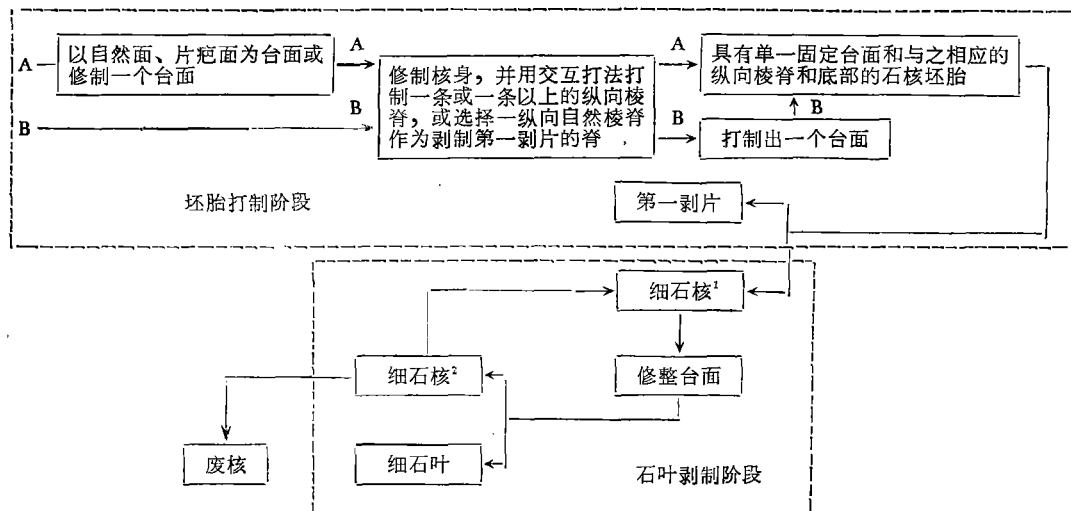 A
以自然面、片疤面为台面或
修制一个台面
A
B
B
修制核身，并用交互打法打
制一条或一条以上的纵向棱
脊，或选择一纵向自然棱脊
作为剥制第一剥片的脊
A
具有单一固定台面和与之相应的
纵向棱脊和底部的石核坯胎
B
B
打制出一个台面
坯胎打制阶段
第一剥片
细石核¹
细石核²
修整台面
废核
细石叶
石叶剥制阶段